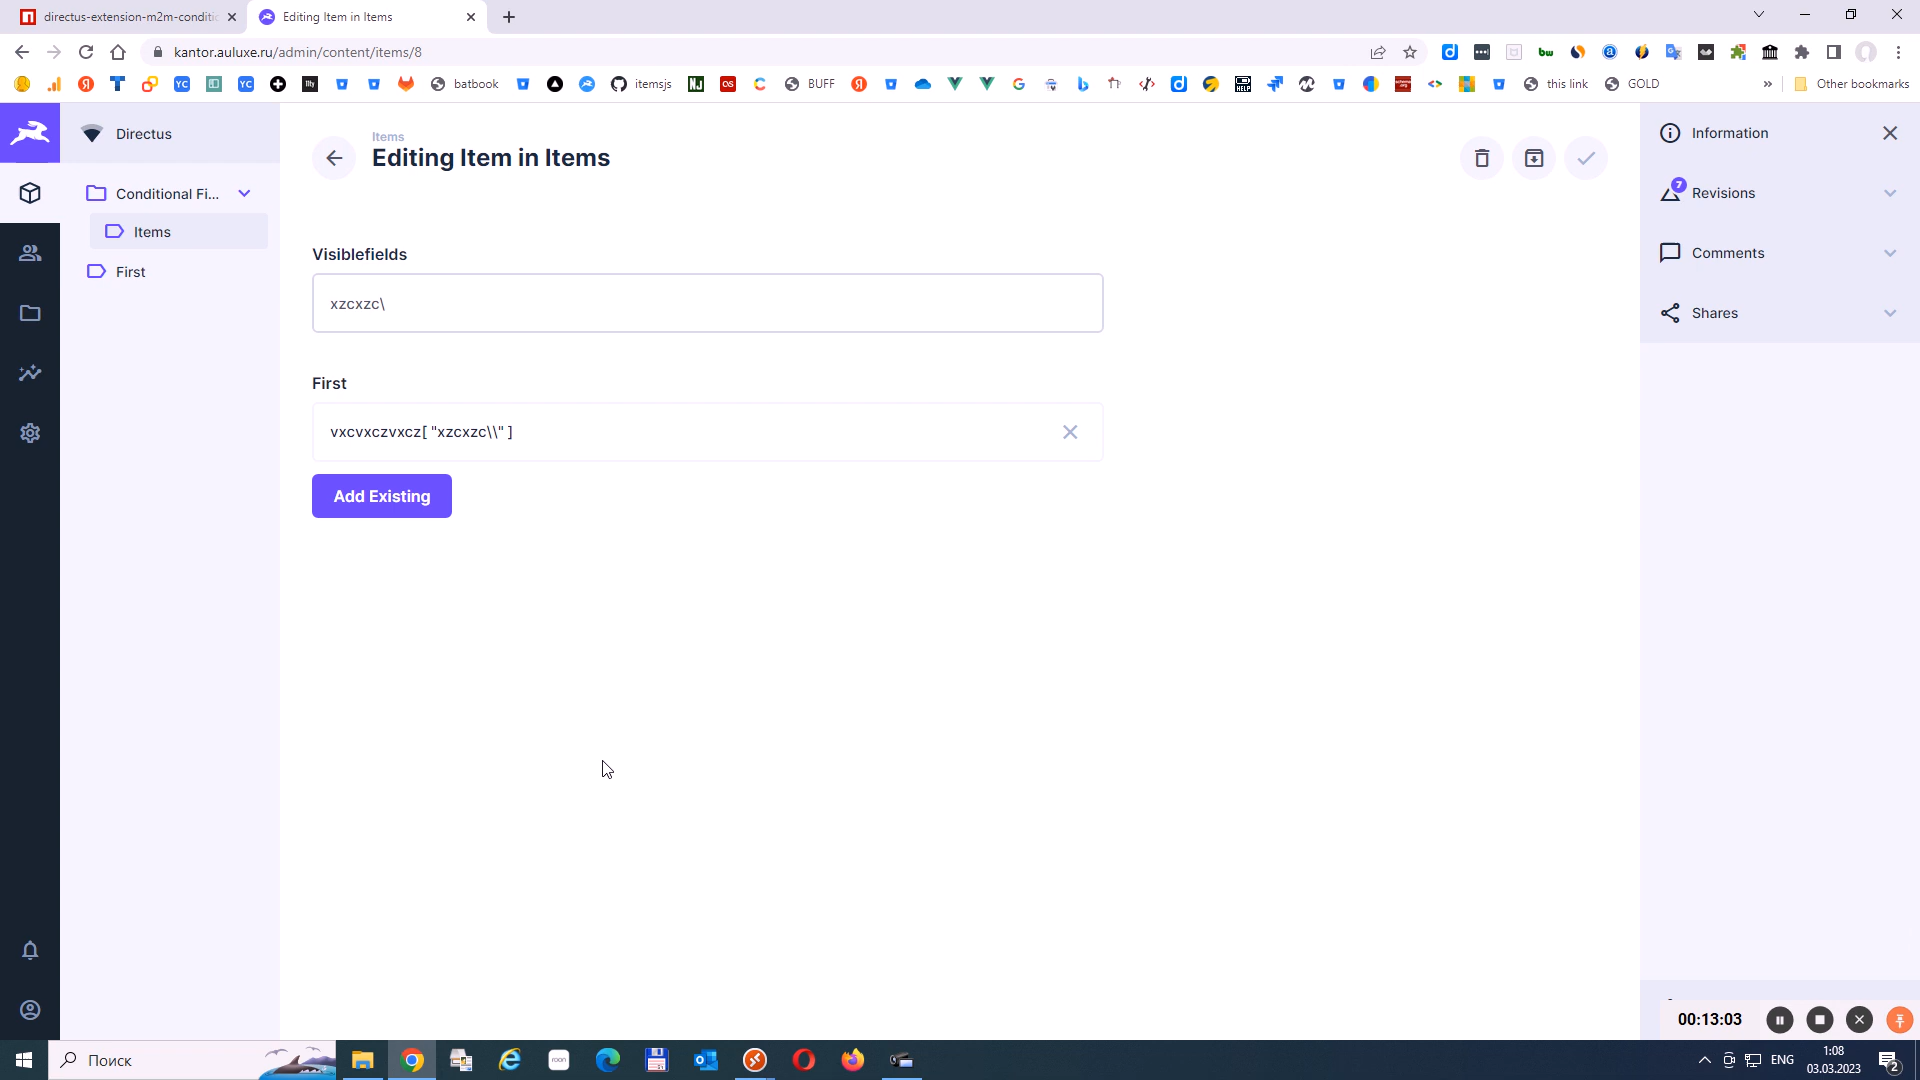 directus-extension-m2m-conditi
Editing Item in Items
kantor.auluxe.ru/admin/content/items/8
batbook
itemsjs
BUFF
this link
GOLD
»
Other bookmarks
Directus
Conditional Fi...
Items
First
Items
Editing Item in Items
Visiblefields
xzcxzc\
First
vxcvxczvxcz[ "xzcxzc\\" ]
Add Existing
Information
7
Revisions
Comments
Shares
00:13:03
Поиск
ENG
1:08
03.03.2023
2